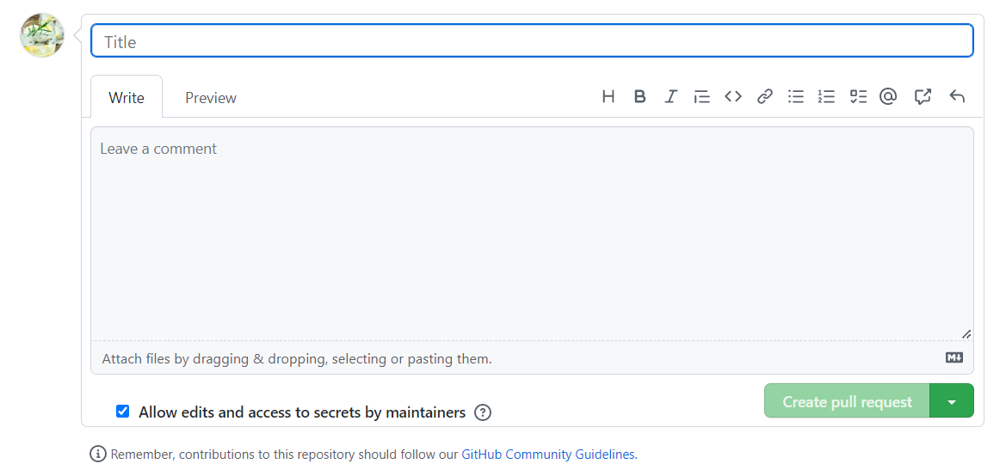 Title
Write Preview
Leave a comment
Attach files by dragging & dropping, selecting or pasting them.
Allow edits and access to secrets by maintainers
Create pull request
Remember, contributions to this repository should follow our GitHub Community Guidelines.